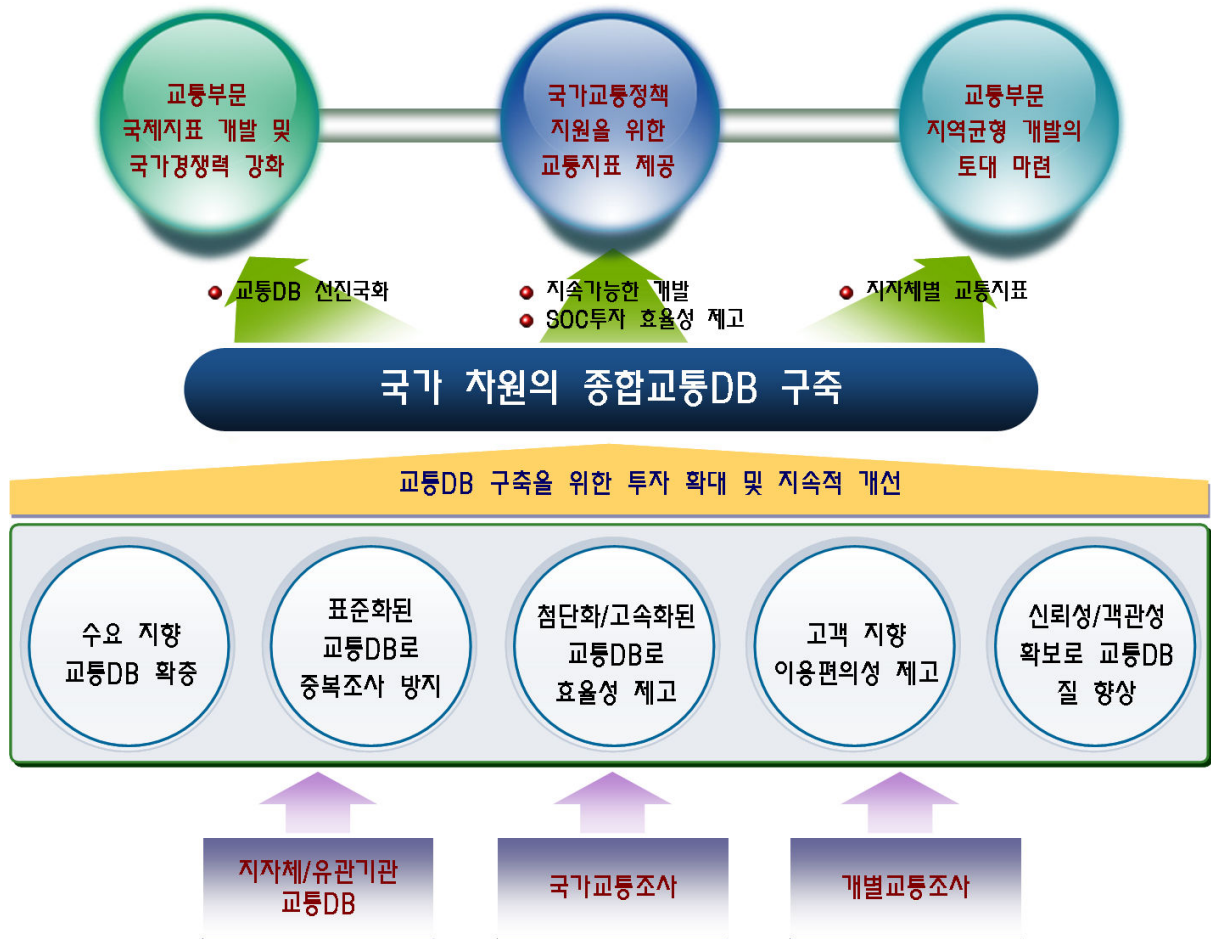 교통부문
국제지표 개발 및
국가경쟁력 강화
국가교통정책
지원을 위한
교통지표 제공
교통부문
지역균형 개발의
토대 마련
교통DB 선진국화
지속가능한 개발
SOC투자 효율성 제고
지자체별 교통지표
국가 차원의 종합교통DB 구축
교통DB 구축을 위한 투자 확대 및 지속적 개선
수요 지향
교통DB 확충
표준화된
교통DB로
중복조사 방지
첨단화/고속화된
교통DB로
효율성 제고
고객 지향
이용편의성 제고
신뢰성/객관성
확보로 교통DB
질 향상
지자체/유관기관
교통DB
국가교통조사
개별교통조사